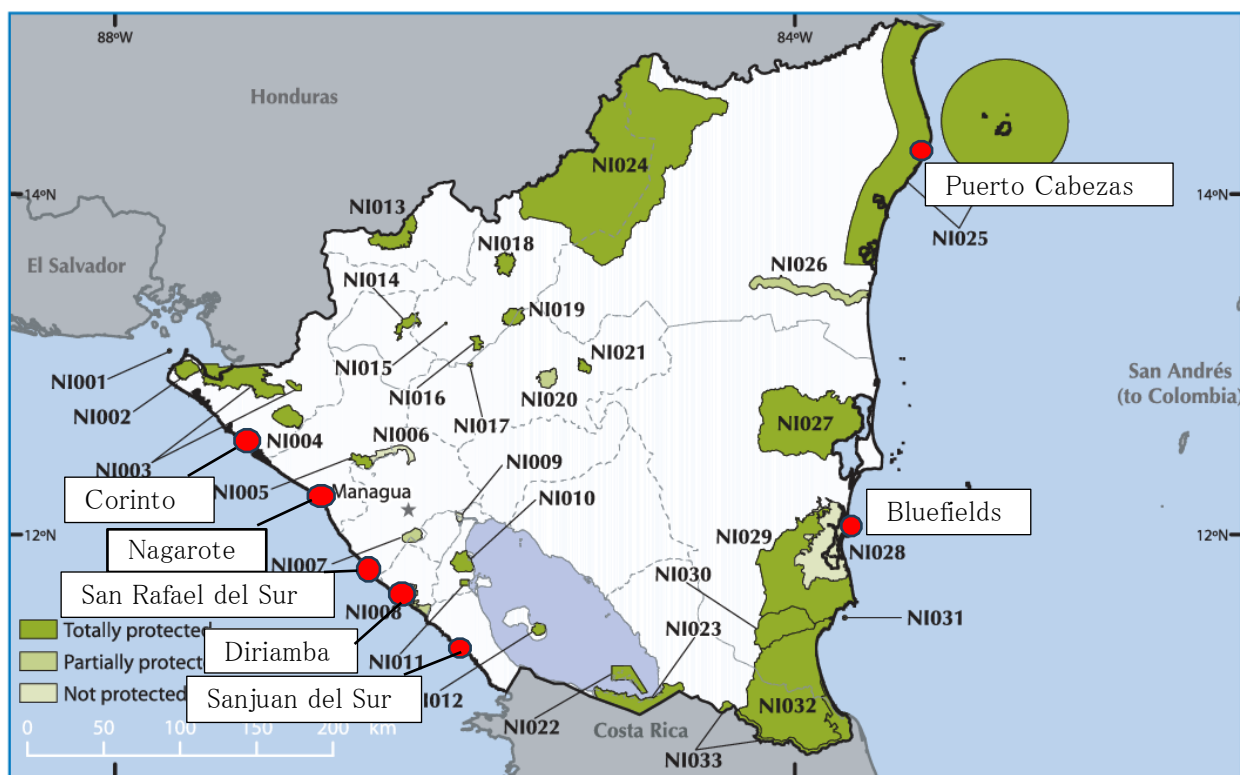 88ºW
84ºW
Honduras
NI013
NI024
14ºN
14ºN
Puerto Cabezas
NI025
El Salvador
NI018
NI014
NI026
NI019
NI015
NI021
NI001
NI016
NI020
San Andrés
(to Colombia)
NI002
NI017
NI027
NI004
NI006
NI003
NI009
NI005
Managua
NI010
Corinto
Bluefields
12ºN
12ºN
Nagarote
NI029
NI028
NI007
NI030
San Rafael del Sur
NI008
NI023
NI031
Totally protected
Diriamba
Partially prote
NI011
Not protected
Sanjuan del Sur
I012
NI032
NI022
Costa Rica
0 50 100 150 200 km
NI033